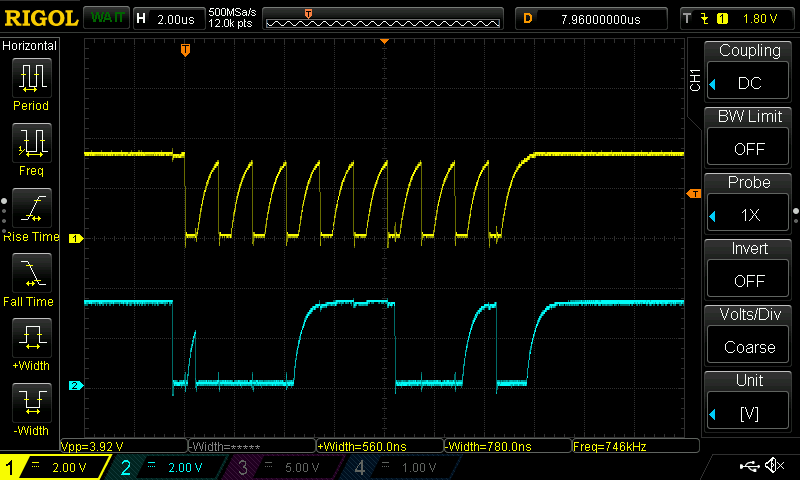 RIGOL WAIT H 2.00us 500MSa/s
12.0k pts T D 7.96000000us T 1 1.80 V
Horizontal
Period
Freq
Rise Time
Fall Time
+Width
-Width
T
1
2
T
CH1
Coupling
DC
BW Limit
OFF
Probe
1X
Invert
OFF
Volts/Div
Coarse
Unit
[V]
Vpp=3.92 V -Width=***** +Width=560.0ns -Width=780.0ns Freq=746kHz
1 2.00 V 2 2.00 V 3 5.00 V 4 1.00 V